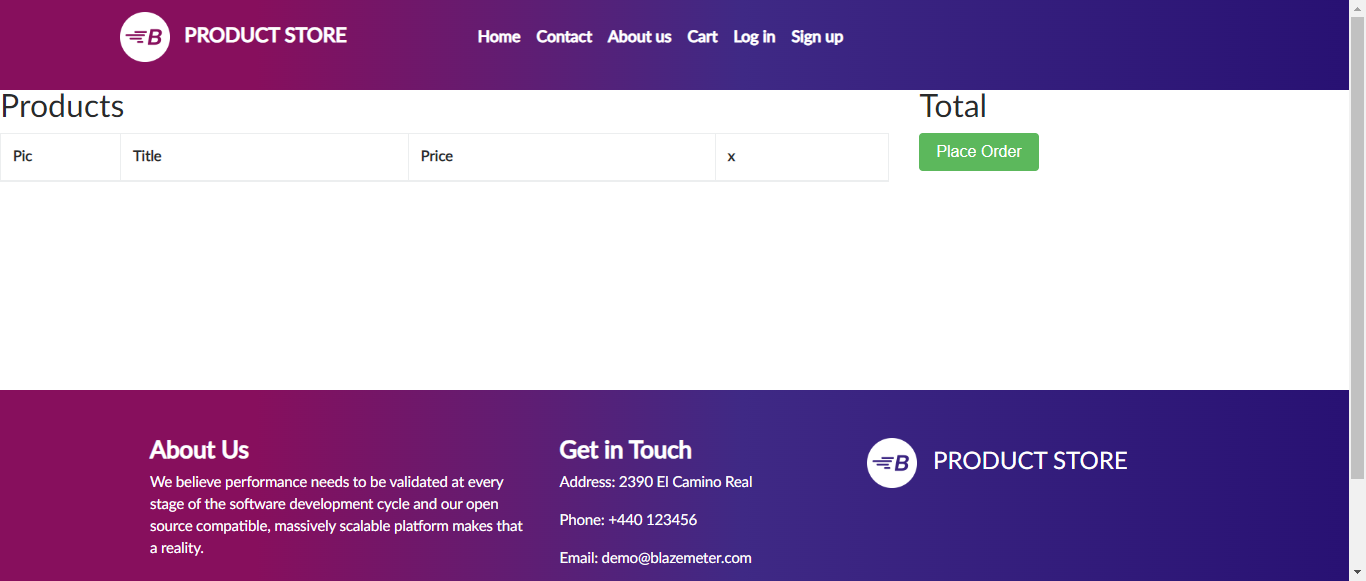 B PRODUCT STORE Home Contact About us Cart Log in Sign up
Products
Total
Pic Title Price x
Place Order
About Us
We believe performance needs to be validated at every
stage of the software development cycle and our open
source compatible, massively scalable platform makes that
a reality.
Get in Touch
Address: 2390 El Camino Real
Phone: +440 123456
Email: demo@blazemeter.com
B PRODUCT STORE